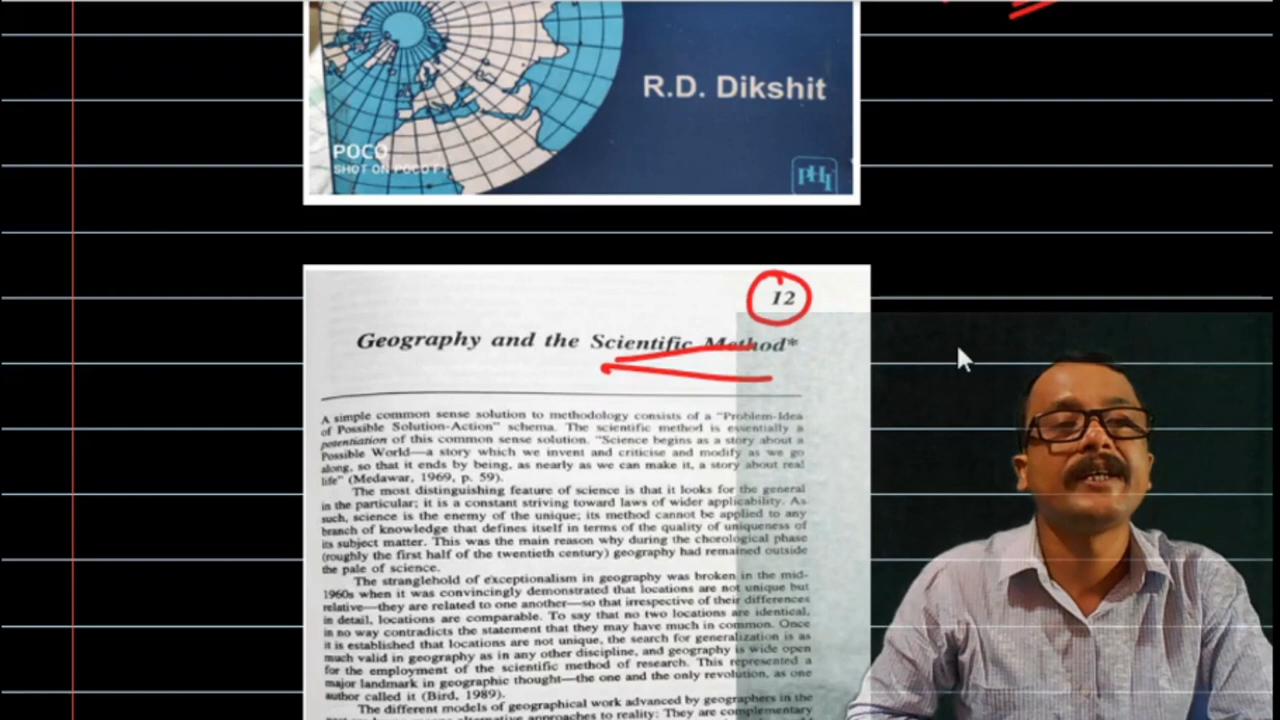 R.D. Dikshit
POCO
SHOT ON POCO F1
PHI
12
Geography and the Scientific Method*
A simple common sense solution to methodology consists of a "Problem-Idea
of Possible Solution-Action" schema. The scientific method is essentially a
potentiation of this common sense solution. "Science begins as a story about a
Possible World—a story which we invent and criticise and modify as we go
along, so that it ends by being, as nearly as we can make it, a story about real
life" (Medawar, 1969, p. 59).
The most distinguishing feature of science is that it looks for the general
in the particular; it is a constant striving toward laws of wider applicability. As
such, science is the enemy of the unique; its method cannot be applied to any
branch of knowledge that defines itself in terms of the quality of uniqueness of
its subject matter. This was the main reason why during the chorological phase
(roughly the first half of the twentieth century) geography had remained outside
the pale of science.
The stranglehold of exceptionalism in geography was broken in the mid-
1960s when it was convincingly demonstrated that locations are not unique but
relative—they are related to one another—so that irrespective of their differences
in detail, locations are comparable. To say that no two locations are identical,
in no way contradicts the statement that they may have much in common. Once
it is established that locations are not unique, the search for generalization is as
much valid in geography as in any other discipline, and geography is wide open
for the employment of the scientific method of research. This represented a
major landmark in geographic thought—the one and the only revolution, as one
author called it (Bird, 1989).
The different models of geographical work advanced by geographers in the
alternative approaches to reality: They are complementary